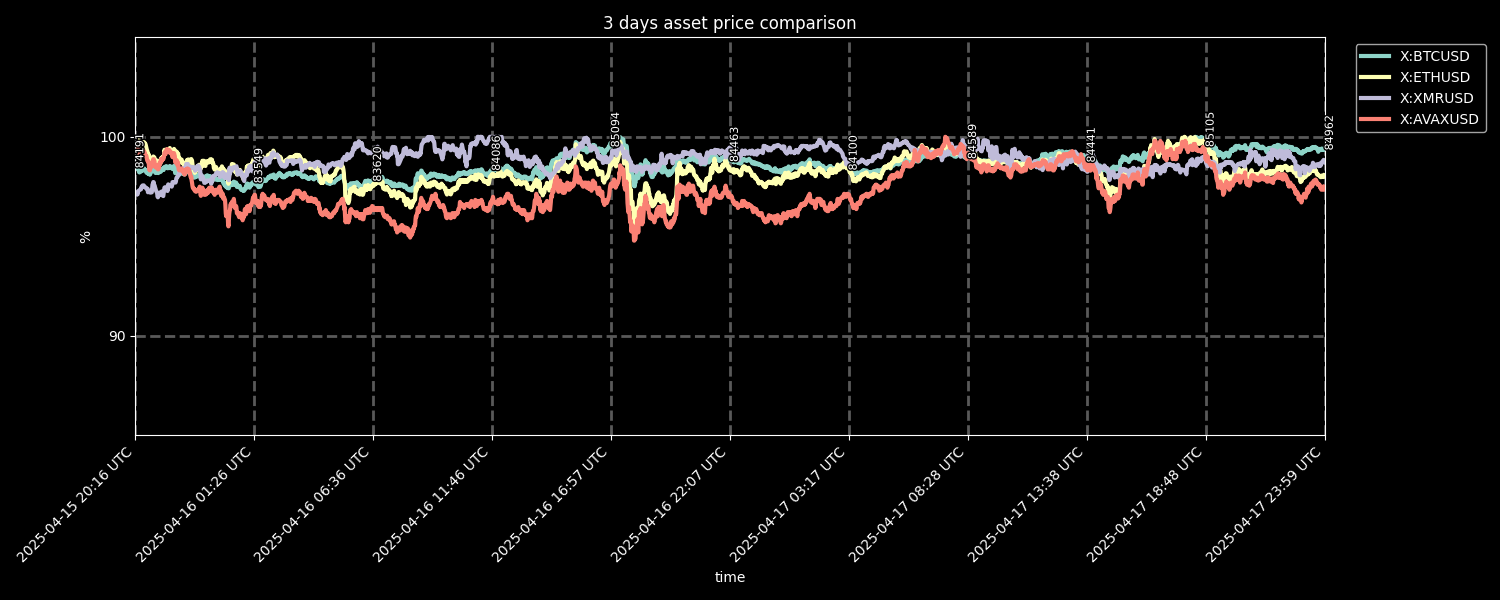 3 days asset price comparison
X:BTCUSD
X:ETHUSD
X:XMRUSD
X:AVAXUSD
100
90
%
84191
83549
83620
84086
85094
84463
84100
84589
84441
85105
84962
2025-04-15 20:16 UTC
2025-04-16 01:26 UTC
2025-04-16 06:36 UTC
2025-04-16 11:46 UTC
2025-04-16 16:57 UTC
2025-04-16 22:07 UTC
2025-04-17 03:17 UTC
2025-04-17 08:28 UTC
2025-04-17 13:38 UTC
2025-04-17 18:48 UTC
2025-04-17 23:59 UTC
time